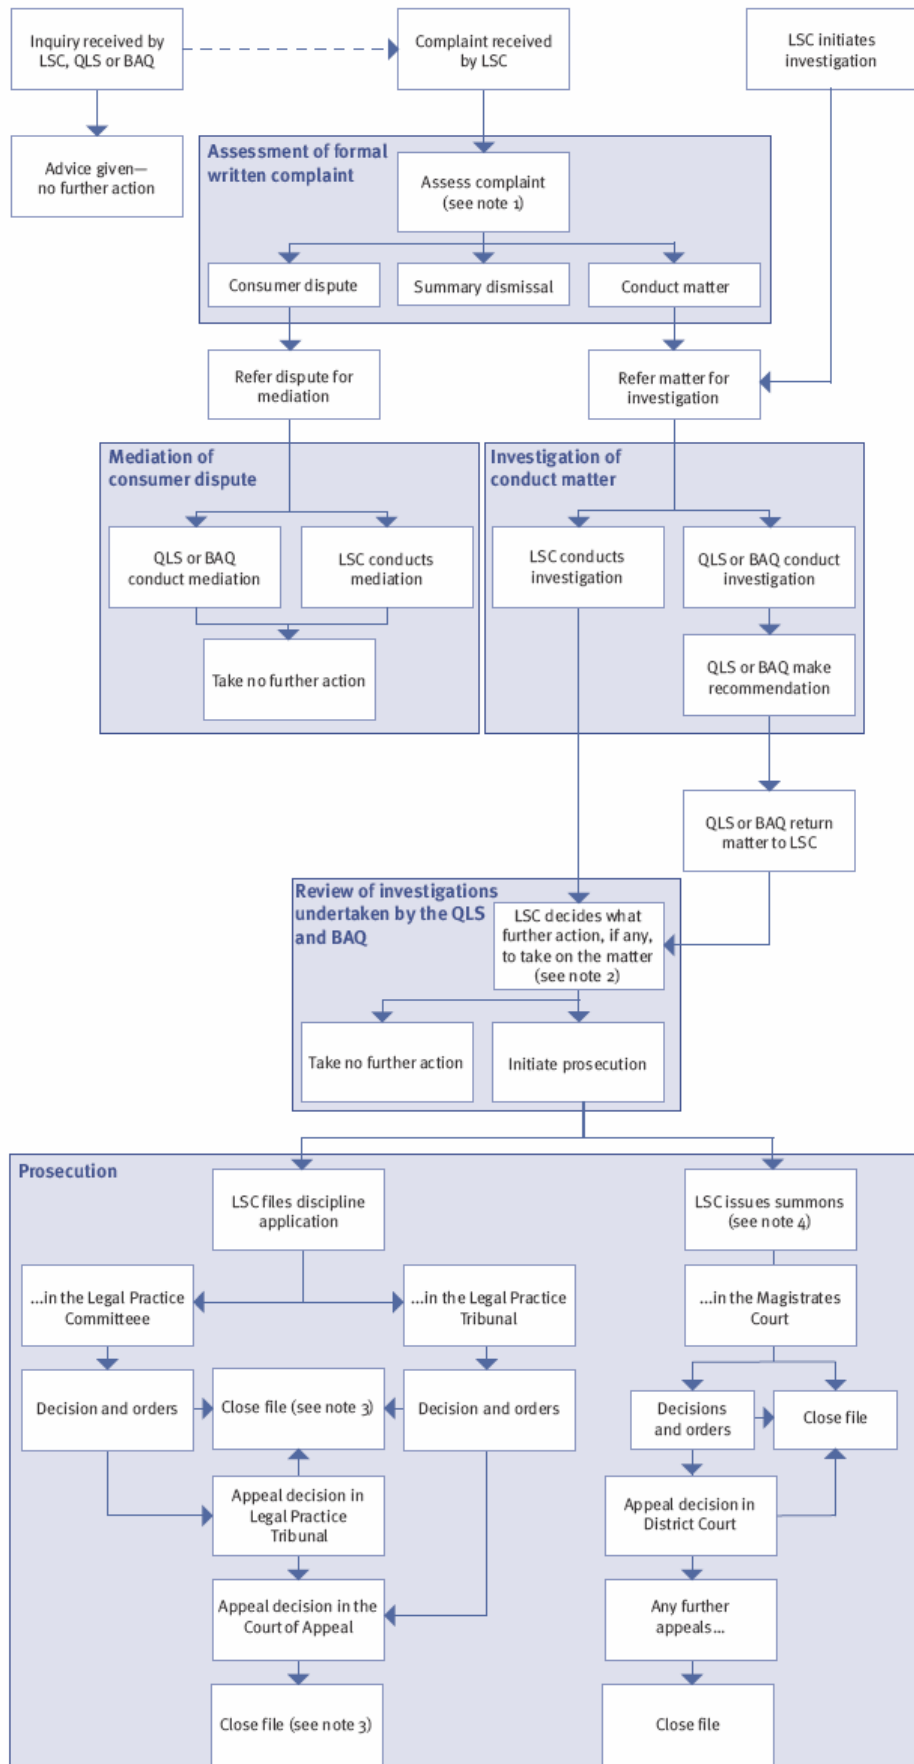 Inquiry received by
LSC, QLS or BAQ
Complaint received
by LSC
LSC initiates
investigation
Advice given—
no further action
Assessment of formal
written complaint
Assess complaint
(see note 1)
Consumer dispute
Summary dismissal
Conduct matter
Refer dispute for
mediation
Refer matter for
investigation
Mediation of
consumer dispute
QLS or BAQ
conduct mediation
LSC conducts
mediation
Take no further action
Investigation of
conduct matter
LSC conducts
investigation
QLS or BAQ conduct
investigation
QLS or BAQ make
recommendation
QLS or BAQ return
matter to LSC
Review of investigations
undertaken by the QLS
and BAQ
LSC decides what
further action, if any,
to take on the matter
(see note 2)
Take no further action
Initiate prosecution
Prosecution
LSC files discipline
application
LSC issues summons
(see note 4)
...in the Legal Practice
Committeee
...in the Legal Practice
Tribunal
...in the Magistrates
Court
Decision and orders
Close file (see note 3)
Decision and orders
Decisions
and orders
Close file
Appeal decision in
Legal Practice
Tribunal
Appeal decision in
District Court
Appeal decision in the
Court of Appeal
Any further
appeals...
Close file (see note 3)
Close file